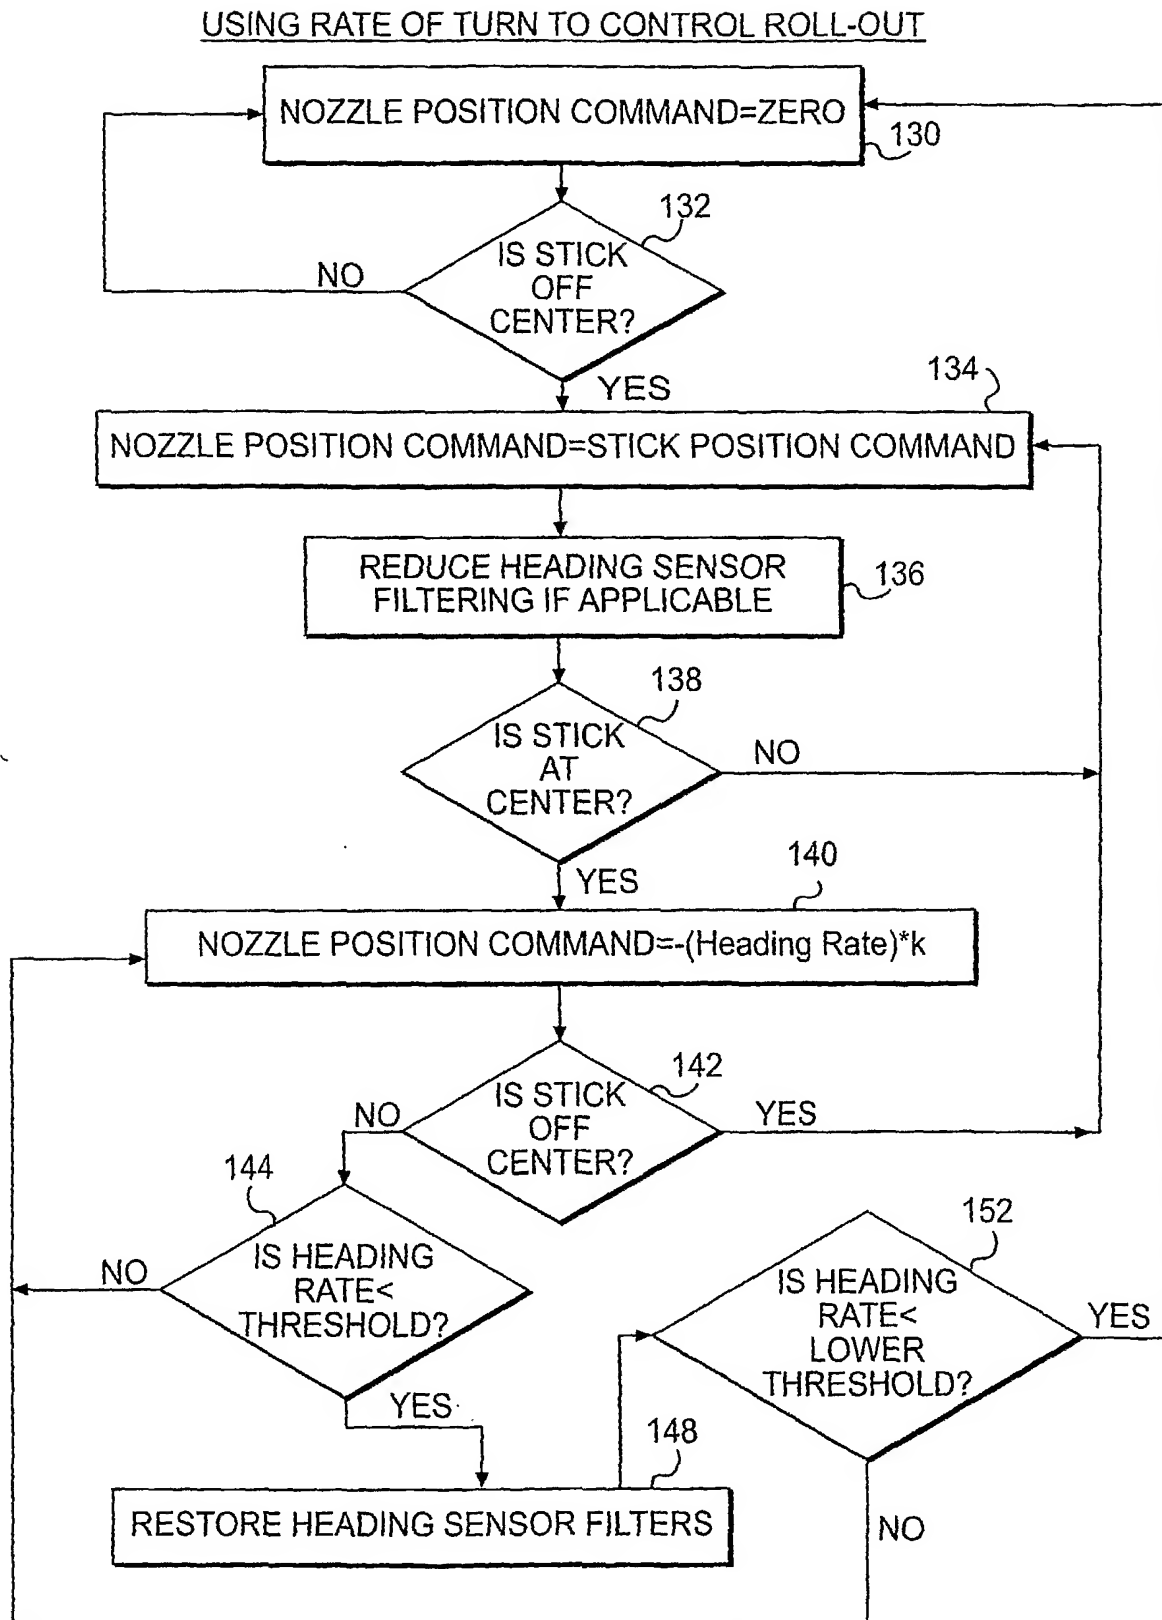 USING RATE OF TURN TO CONTROL ROLL-OUT
NOZZLE POSITION COMMAND=ZERO
130
132
IS STICK
OFF
CENTER?
NO
YES
134
NOZZLE POSITION COMMAND=STICK POSITION COMMAND
REDUCE HEADING SENSOR
FILTERING IF APPLICABLE
136
138
IS STICK
AT
CENTER?
NO
YES
140
NOZZLE POSITION COMMAND=-(Heading Rate)*k
142
IS STICK
OFF
CENTER?
NO
YES
144
IS HEADING
RATE<
THRESHOLD?
NO
YES
152
IS HEADING
RATE<
LOWER
THRESHOLD?
YES
148
RESTORE HEADING SENSOR FILTERS
NO